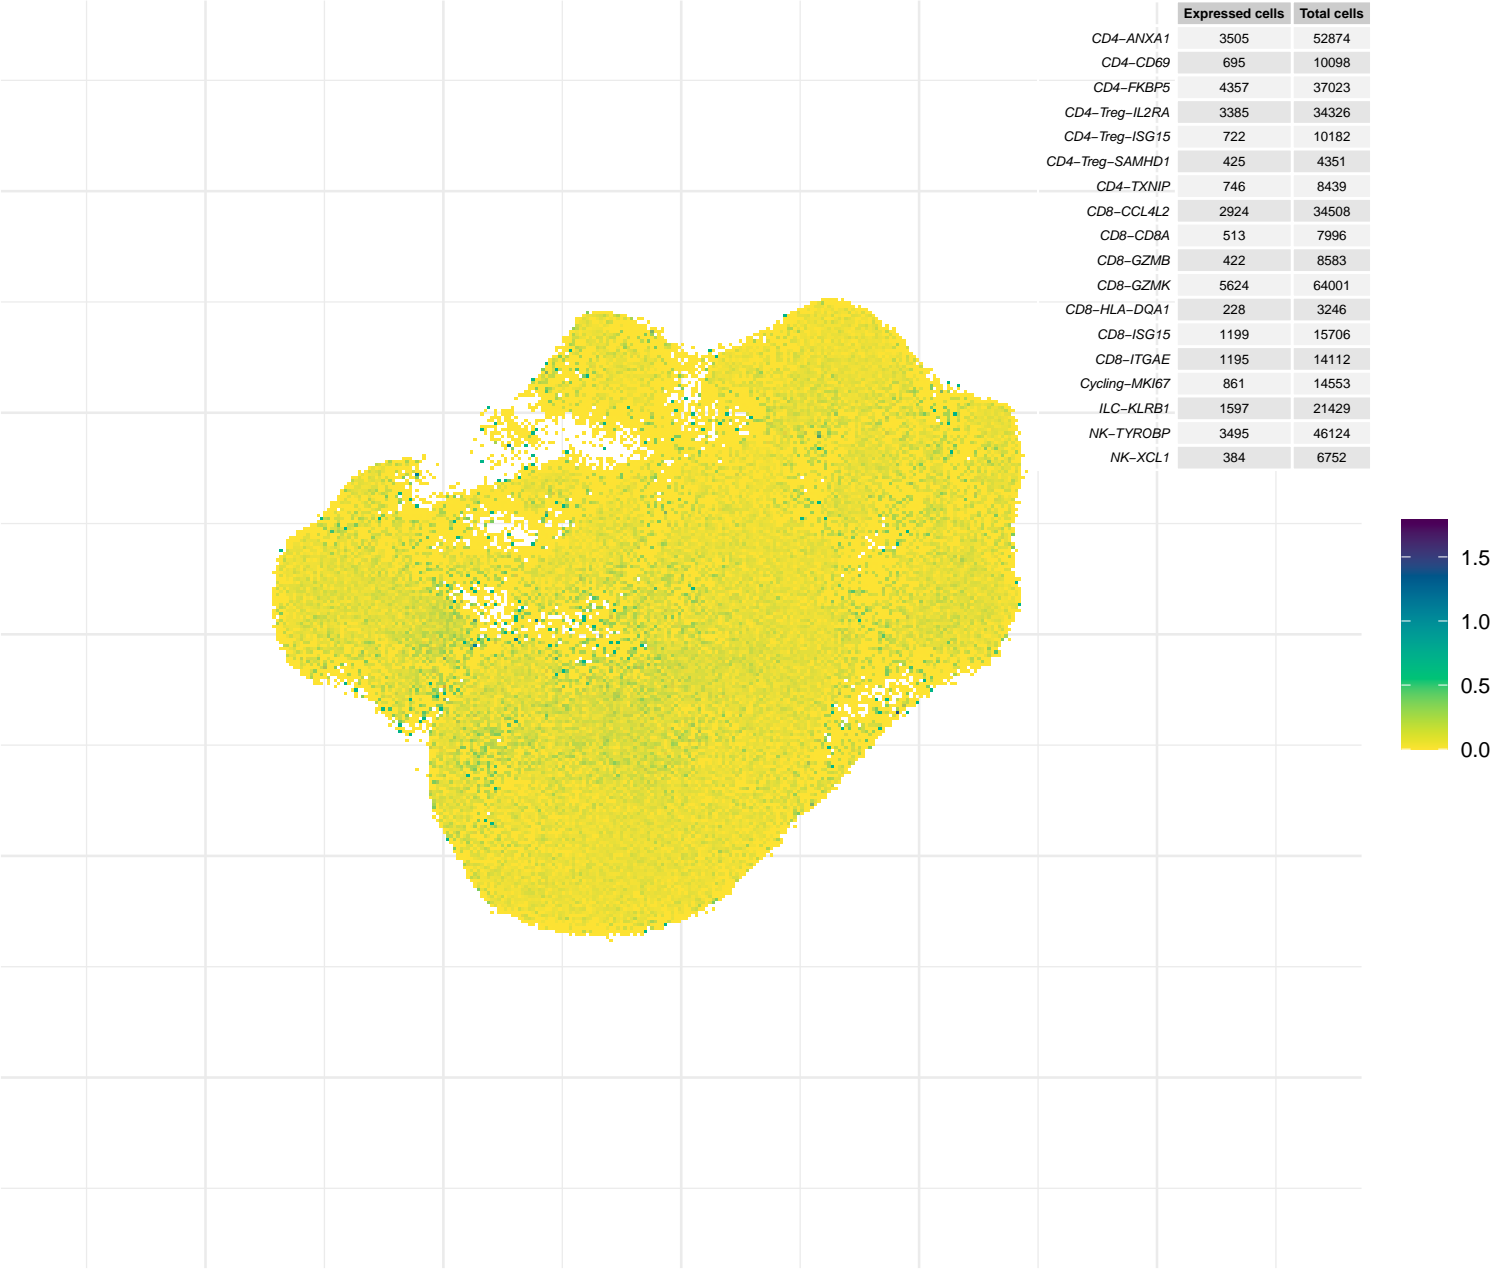 Expressed cells Total cells
CD4−ANXA1 3505 52874
CD4−CD69 695 10098
CD4−FKBP5 4357 37023
CD4−Treg−IL2RA 3385 34326
CD4−Treg−ISG15 722 10182
CD4−Treg−SAMHD1 425 4351
CD4−TXNIP 746 8439
CD8−CCL4L2 2924 34508
CD8−CD8A 513 7996
CD8−GZMB 422 8583
CD8−GZMK 5624 64001
CD8−HLA−DQA1 228 3246
CD8−ISG15 1199 15706
CD8−ITGAE 1195 14112
Cycling−MKI67 861 14553
ILC−KLRB1 1597 21429
NK−TYROBP 3495 46124
NK−XCL1 384 6752
1.5
1.0
0.5
0.0